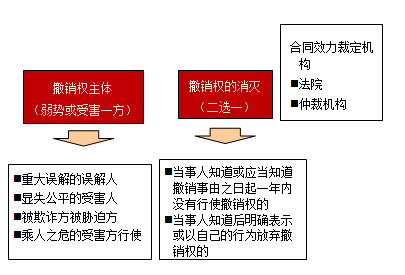 合同效力裁定机
构
■法院
■仲裁机构
撤销权主体
（弱势或受害一方）
撤销权的消灭
（二选一）
■重大误解的误解人
■显失公平的受害人
■被欺诈方被胁迫方
■乘人之危的受害方行使
■当事人知道或应当知道
撤销事由之日起一年内
没有行使撤销权的
■当事人知道后明确表示
或以自己的行为放弃撤
销权的